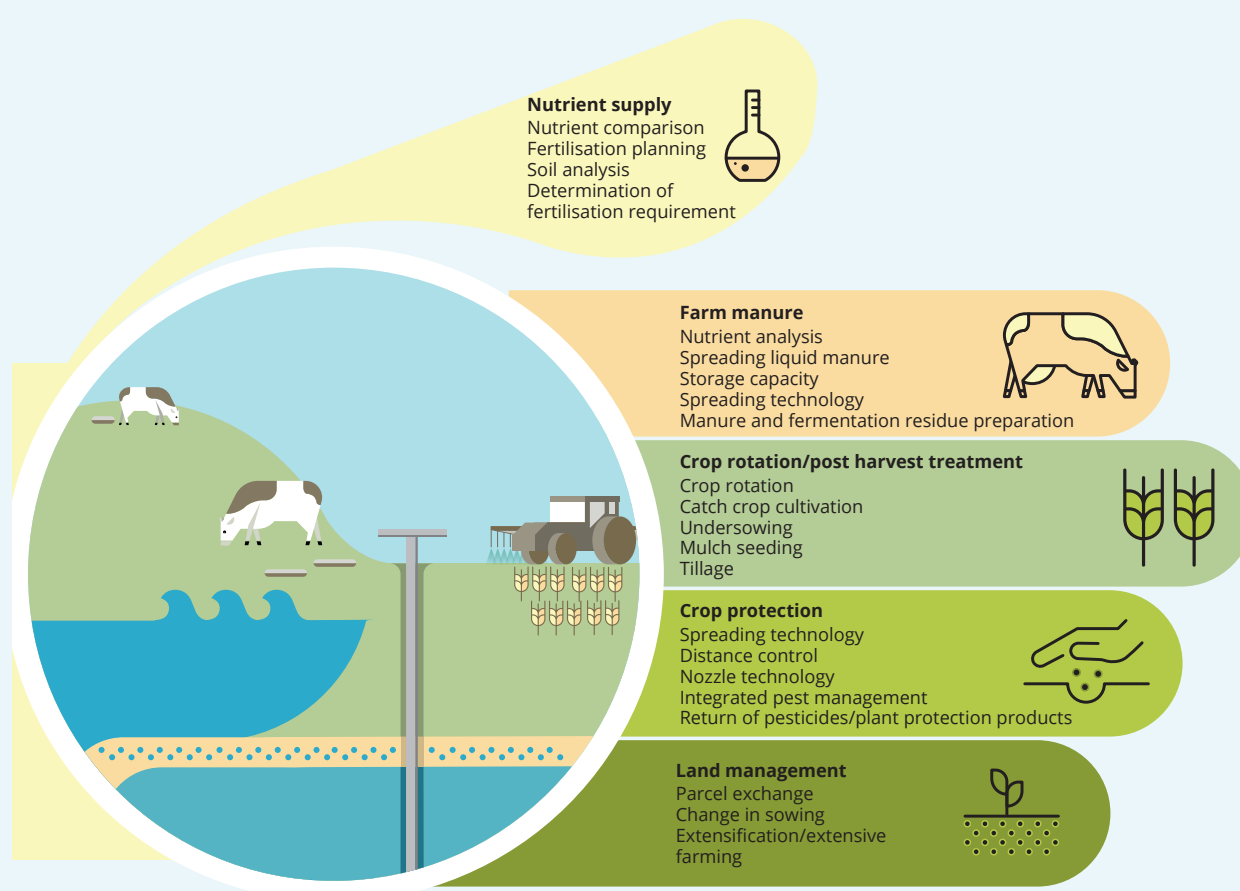 Nutrient supply
Nutrient comparison
Fertilisation planning
Soil analysis
Determination of
fertilisation requirement
Farm manure
Nutrient analysis
Spreading liquid manure
Storage capacity
Spreading technology
Manure and fermentation residue preparation
Crop rotation/post harvest treatment
Crop rotation
Catch crop cultivation
Undersowing
Mulch seeding
Tillage
Crop protection
Spreading technology
Distance control
Nozzle technology
Integrated pest management
Return of pesticides/plant protection products
Land management
Parcel exchange
Change in sowing
Extensification/extensive
farming